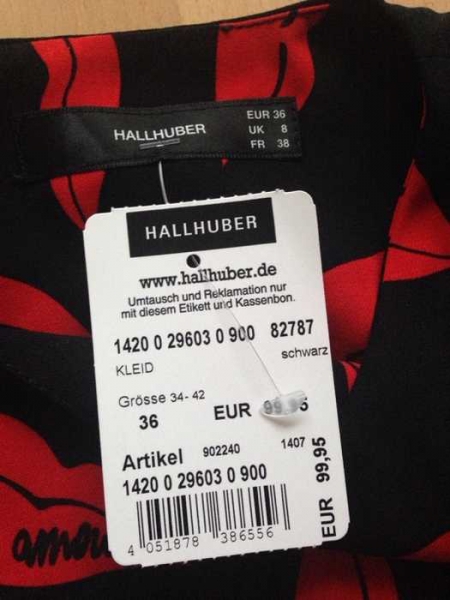 HALLHUBER
EUR 36
UK 8
FR 38
HALLHUBER
www.hallhuber.de
Umtausch und Reklamation nur
mit diesem Etikett und Kassenbon.
1420 0 29603 0 900 82787
KLEID schwarz
Grösse 34- 42
36 EUR
Artikel 902240 1407
1420 0 29603 0 900
4 051878 386556
EUR 99,95